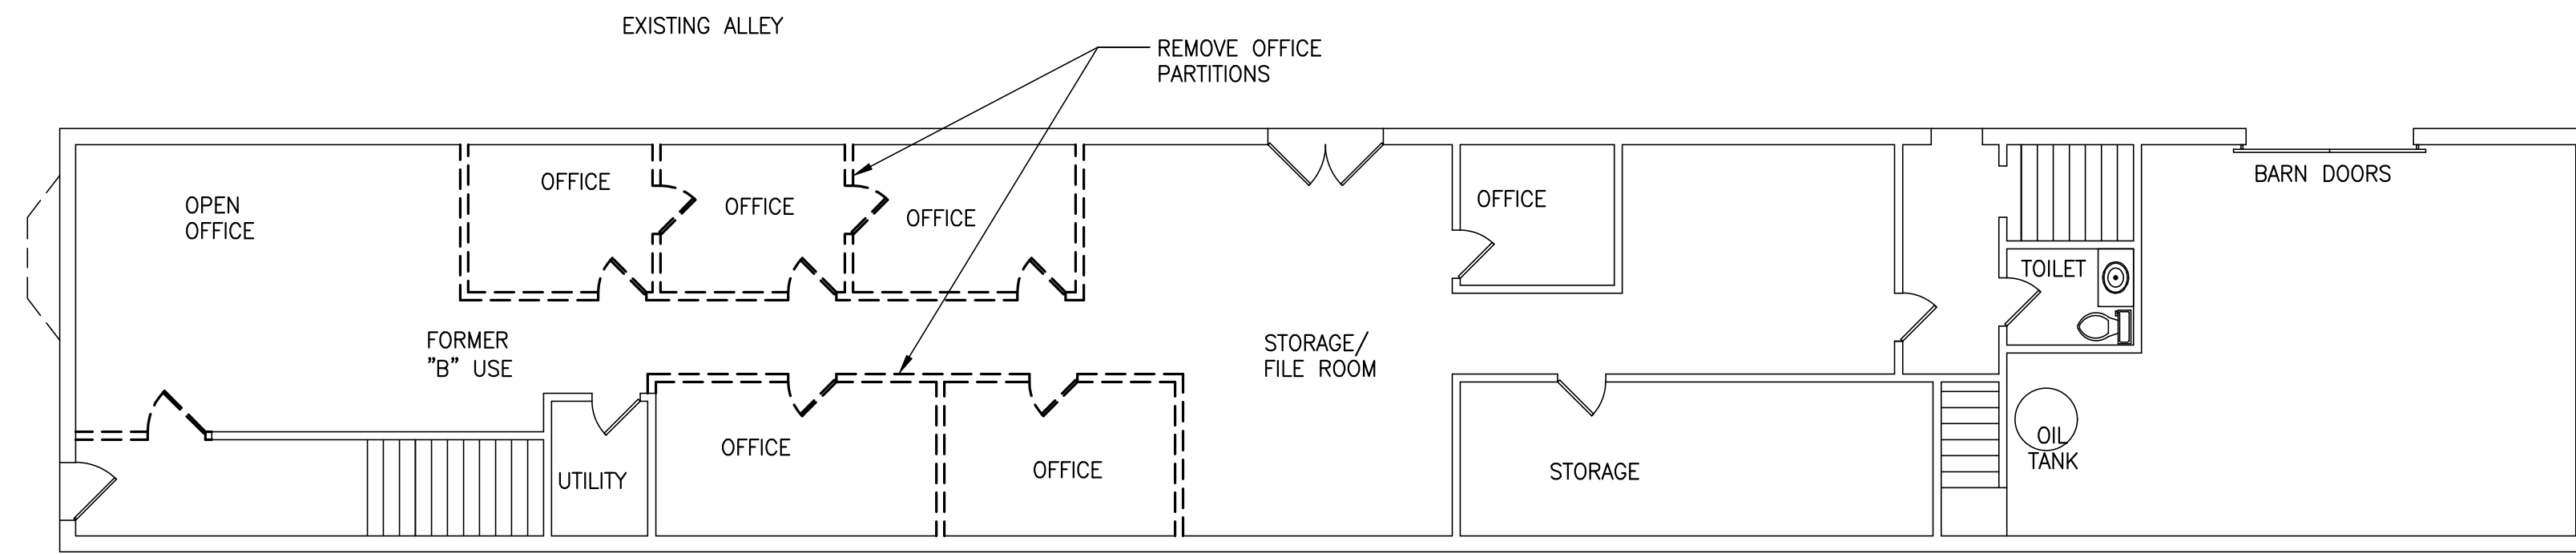 EXISTING ALLEY
REMOVE OFFICE
PARTITIONS
OPEN
OFFICE
OFFICE
OFFICE
OFFICE
OFFICE
BARN DOORS
TOILET
FORMER
"B" USE
STORAGE/
FILE ROOM
UTILITY
OFFICE
OFFICE
STORAGE
OIL
TANK